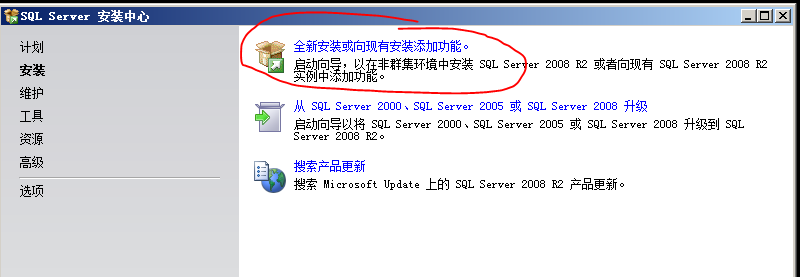 SQL Server 安装中心
计划
安装
维护
工具
资源
高级
选项
全新安装或向现有安装添加功能。
启动向导，以在非群集环境中安装 SQL Server 2008 R2 或者向现有 SQL Server 2008 R2
实例中添加功能。
从 SQL Server 2000、SQL Server 2005 或 SQL Server 2008 升级
启动向导以将 SQL Server 2000、SQL Server 2005 或 SQL Server 2008 升级到 SQL
Server 2008 R2。
搜索产品更新
搜索 Microsoft Update 上的 SQL Server 2008 R2 产品更新。